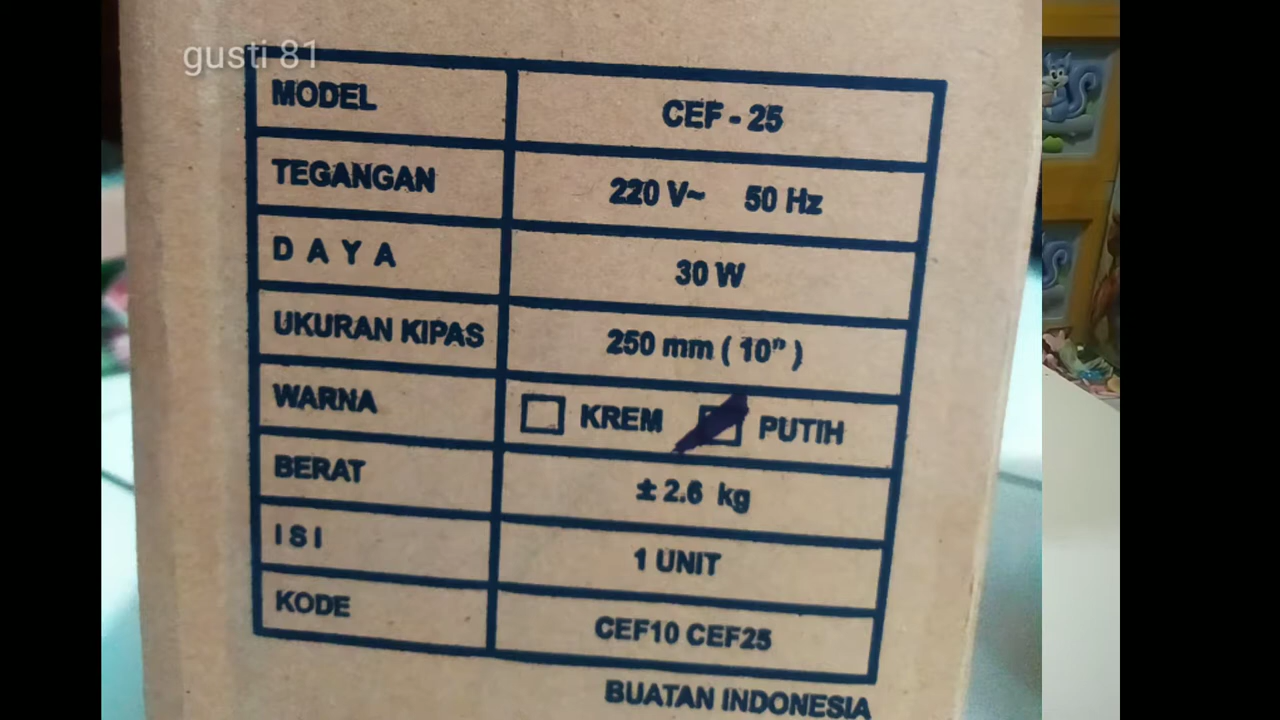 gusti 81
MODEL CEF - 25
TEGANGAN 220 V~ 50 Hz
D A Y A 30 W
UKURAN KIPAS 250 mm ( 10" )
WARNA KREM PUTIH
BERAT ± 2.6 kg
I S I 1 UNIT
KODE CEF10 CEF25
BUATAN INDONESIA